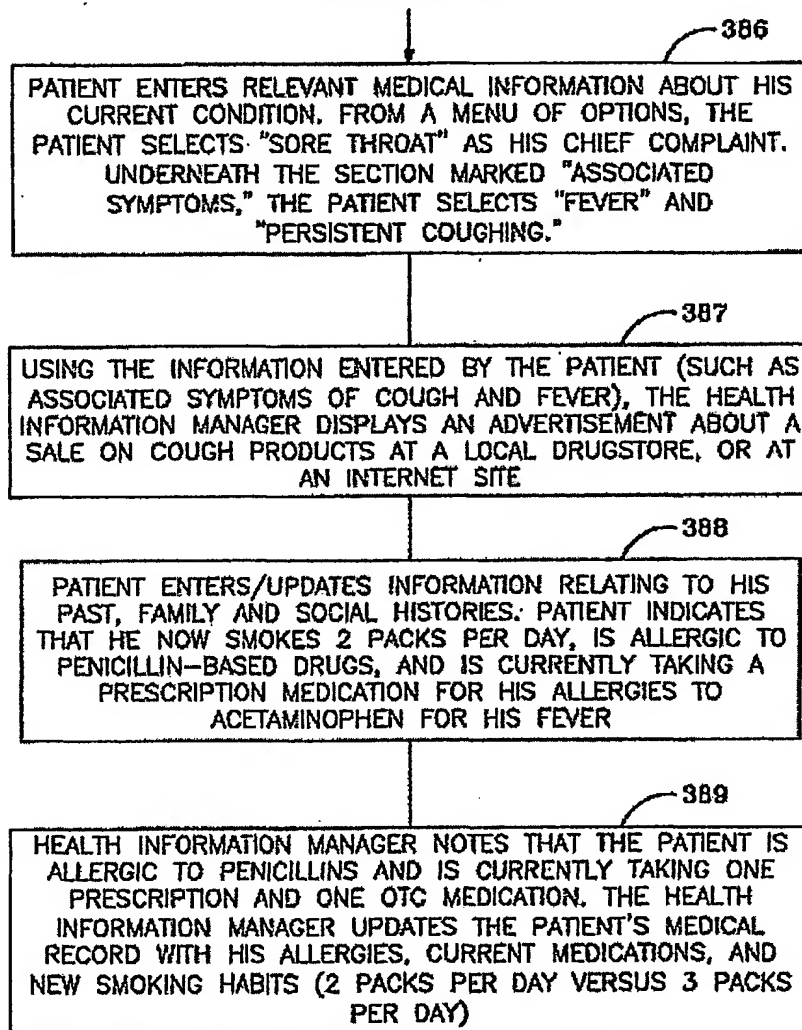 386
PATIENT ENTERS RELEVANT MEDICAL INFORMATION ABOUT HIS
CURRENT CONDITION. FROM A MENU OF OPTIONS, THE
PATIENT SELECTS "SORE THROAT" AS HIS CHIEF COMPLAINT.
UNDERNEATH THE SECTION MARKED "ASSOCIATED
SYMPTOMS," THE PATIENT SELECTS "FEVER" AND
"PERSISTENT COUGHING."
387
USING THE INFORMATION ENTERED BY THE PATIENT (SUCH AS
ASSOCIATED SYMPTOMS OF COUGH AND FEVER), THE HEALTH
INFORMATION MANAGER DISPLAYS AN ADVERTISEMENT ABOUT A
SALE ON COUGH PRODUCTS AT A LOCAL DRUGSTORE, OR AT
AN INTERNET SITE
388
PATIENT ENTERS/UPDATES INFORMATION RELATING TO HIS
PAST, FAMILY AND SOCIAL HISTORIES. PATIENT INDICATES
THAT HE NOW SMOKES 2 PACKS PER DAY, IS ALLERGIC TO
PENICILLIN-BASED DRUGS, AND IS CURRENTLY TAKING A
PRESCRIPTION MEDICATION FOR HIS ALLERGIES TO
ACETAMINOPHEN FOR HIS FEVER
389
HEALTH INFORMATION MANAGER NOTES THAT THE PATIENT IS
ALLERGIC TO PENICILLINS AND IS CURRENTLY TAKING ONE
PRESCRIPTION AND ONE OTC MEDICATION. THE HEALTH
INFORMATION MANAGER UPDATES THE PATIENT'S MEDICAL
RECORD WITH HIS ALLERGIES, CURRENT MEDICATIONS, AND
NEW SMOKING HABITS (2 PACKS PER DAY VERSUS 3 PACKS
PER DAY)